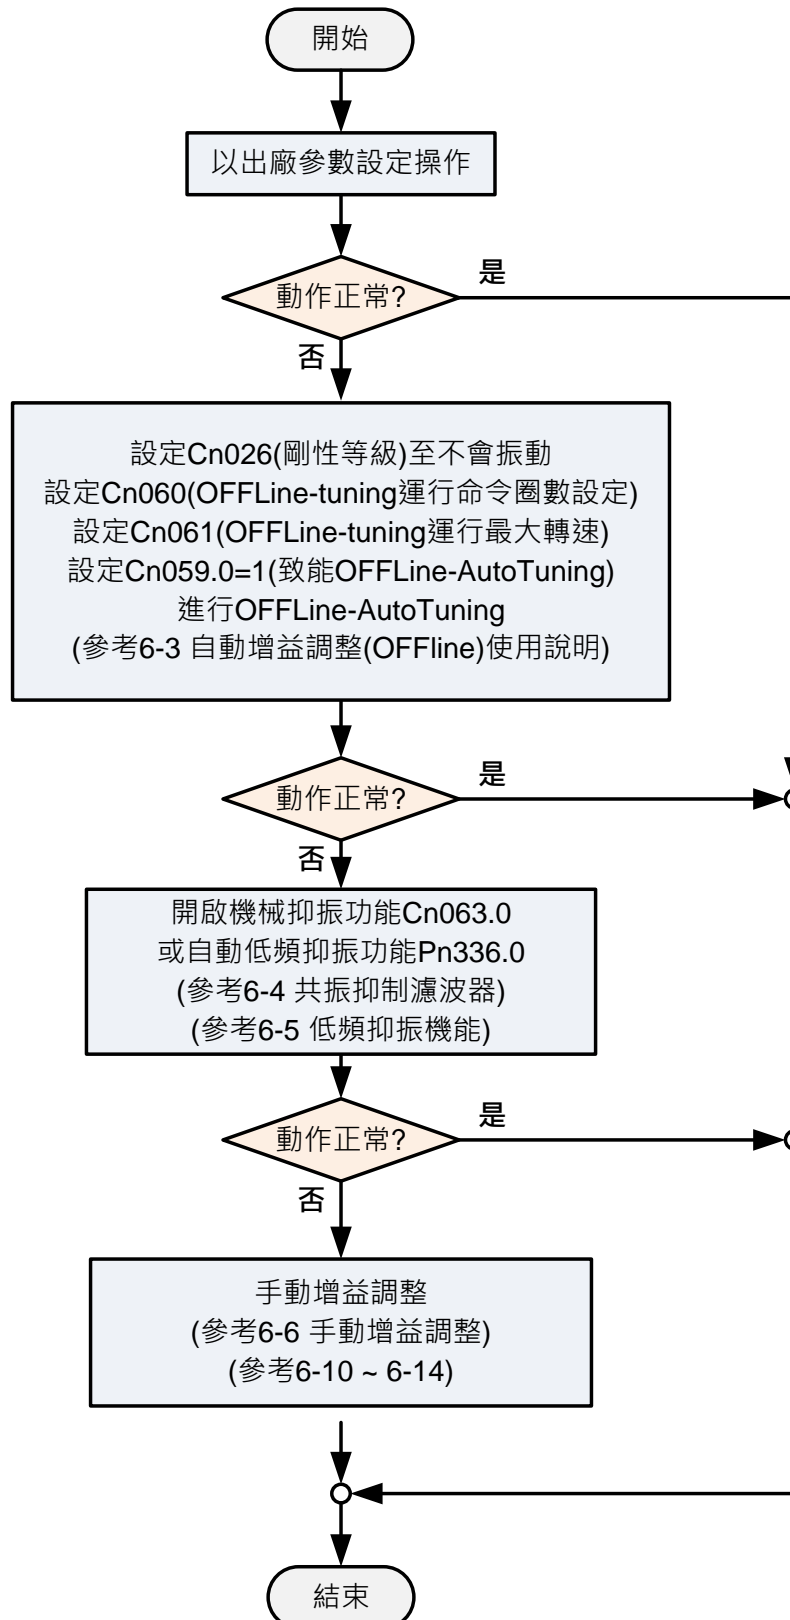 開始
以出廠參數設定操作
動作正常?
是
否
設定Cn026(剛性等級)至不會振動
設定Cn060(OFFLine-tuning運行命令圈數設定)
設定Cn061(OFFLine-tuning運行最大轉速)
設定Cn059.0=1(致能OFFLine-AutoTuning)
進行OFFLine-AutoTuning
(參考6-3 自動增益調整(OFFline)使用說明)
動作正常?
是
否
開啟機械抑振功能Cn063.0
或自動低頻抑振功能Pn336.0
(參考6-4 共振抑制濾波器)
(參考6-5 低頻抑振機能)
動作正常?
是
否
手動增益調整
(參考6-6 手動增益調整)
(參考6-10 ~ 6-14)
結束